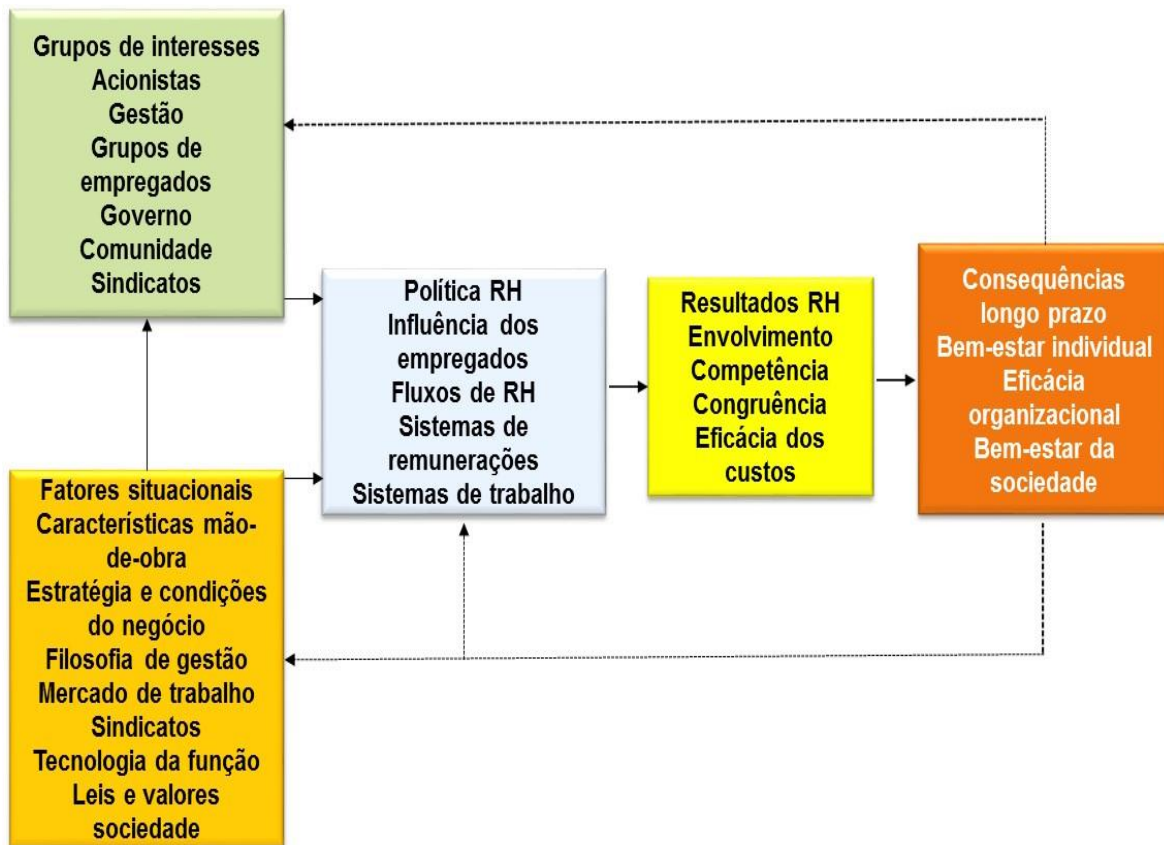 Grupos de interesses
Acionistas
Gestão
Grupos de
empregados
Governo
Comunidade
Sindicatos
Fatores situacionais
Características mão-
de-obra
Estratégia e condições
do negócio
Filosofia de gestão
Mercado de trabalho
Sindicatos
Tecnologia da função
Leis e valores
sociedade
Política RH
Influência dos
empregados
Fluxos de RH
Sistemas de
remunerações
Sistemas de trabalho
Resultados RH
Envolvimento
Competência
Congruência
Eficácia dos
custos
Consequências
longo prazo
Bem-estar individual
Eficácia
organizacional
Bem-estar da
sociedade